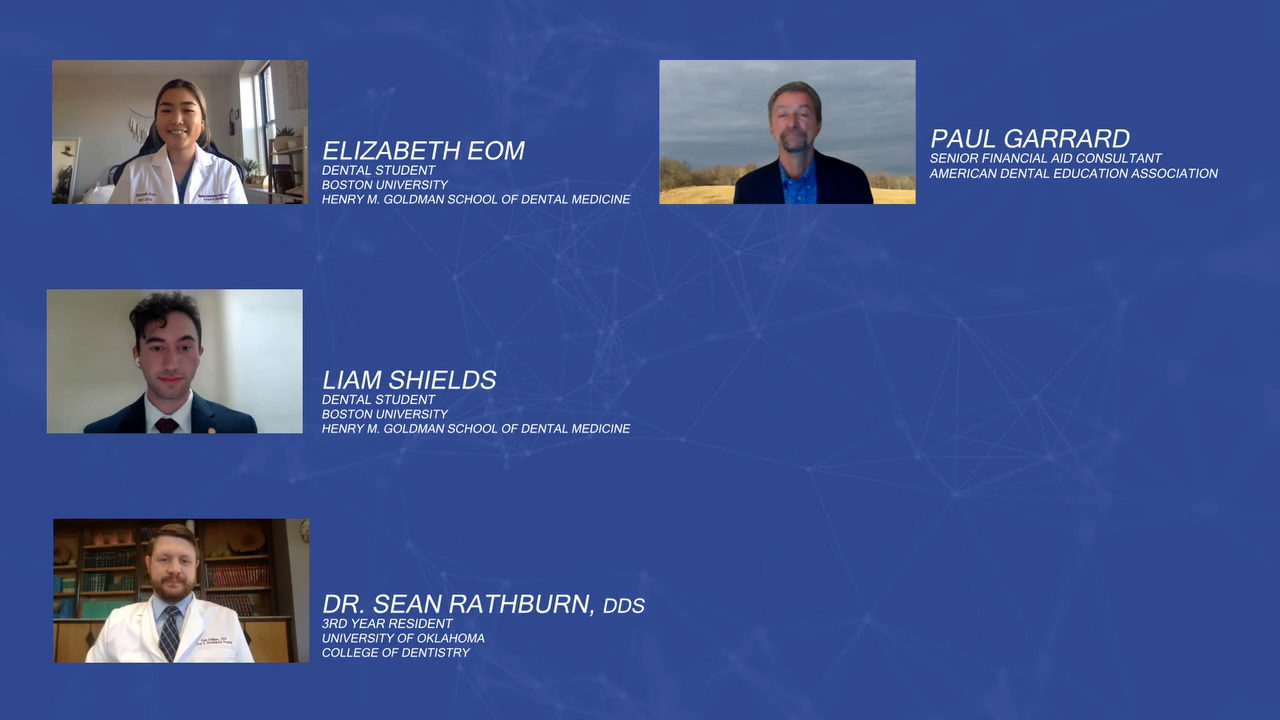 ELIZABETH EOM
DENTAL STUDENT
BOSTON UNIVERSITY
HENRY M. GOLDMAN SCHOOL OF DENTAL MEDICINE
PAUL GARRARD
SENIOR FINANCIAL AID CONSULTANT
AMERICAN DENTAL EDUCATION ASSOCIATION
LIAM SHIELDS
DENTAL STUDENT
BOSTON UNIVERSITY
HENRY M. GOLDMAN SCHOOL OF DENTAL MEDICINE
DR. SEAN RATHBURN, DDS
3RD YEAR RESIDENT
UNIVERSITY OF OKLAHOMA
COLLEGE OF DENTISTRY